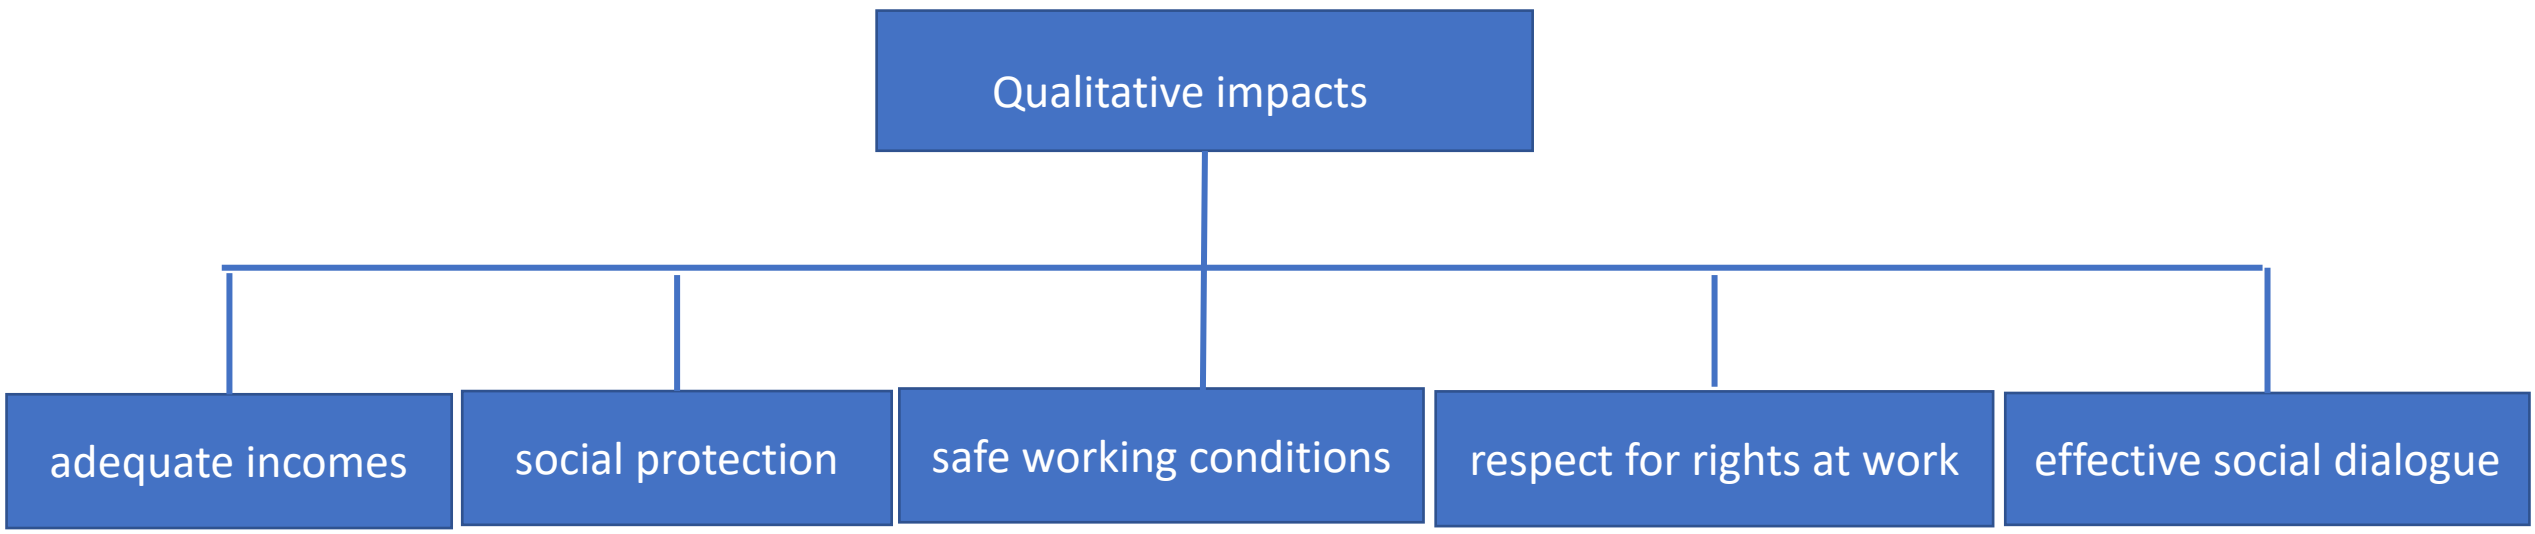 Qualitative impacts
adequate incomes
social protection
safe working conditions
respect for rights at work
effective social dialogue